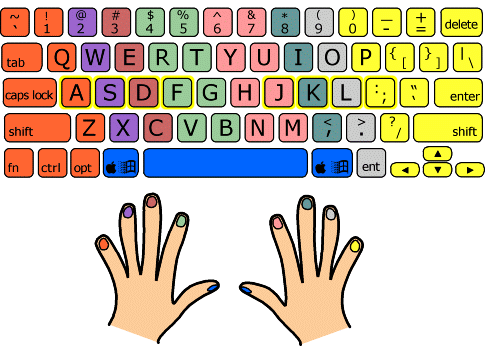 ~ ` ! 1 @ 2 # 3 $ 4 % 5 ^ 6 & 7 * 8 ( 9 ) 0 — - + = delete
tab Q W E R T Y U I O P { [ } ] | \
caps lock A S D F G H J K L : ; " ' enter
shift Z X C V B N M < , > . ? / shift
fn ctrl opt ent ▲
◄ ▼ ►